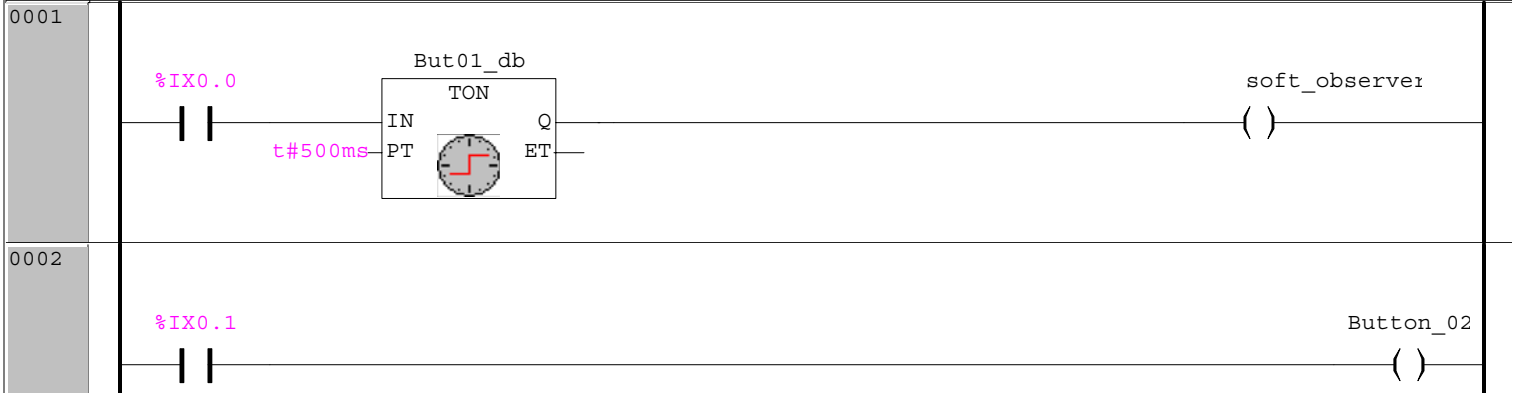 0001
But01_db
%IX0.0
TON
soft_observer
IN Q
t#500ms PT ET
0002
%IX0.1
Button_02